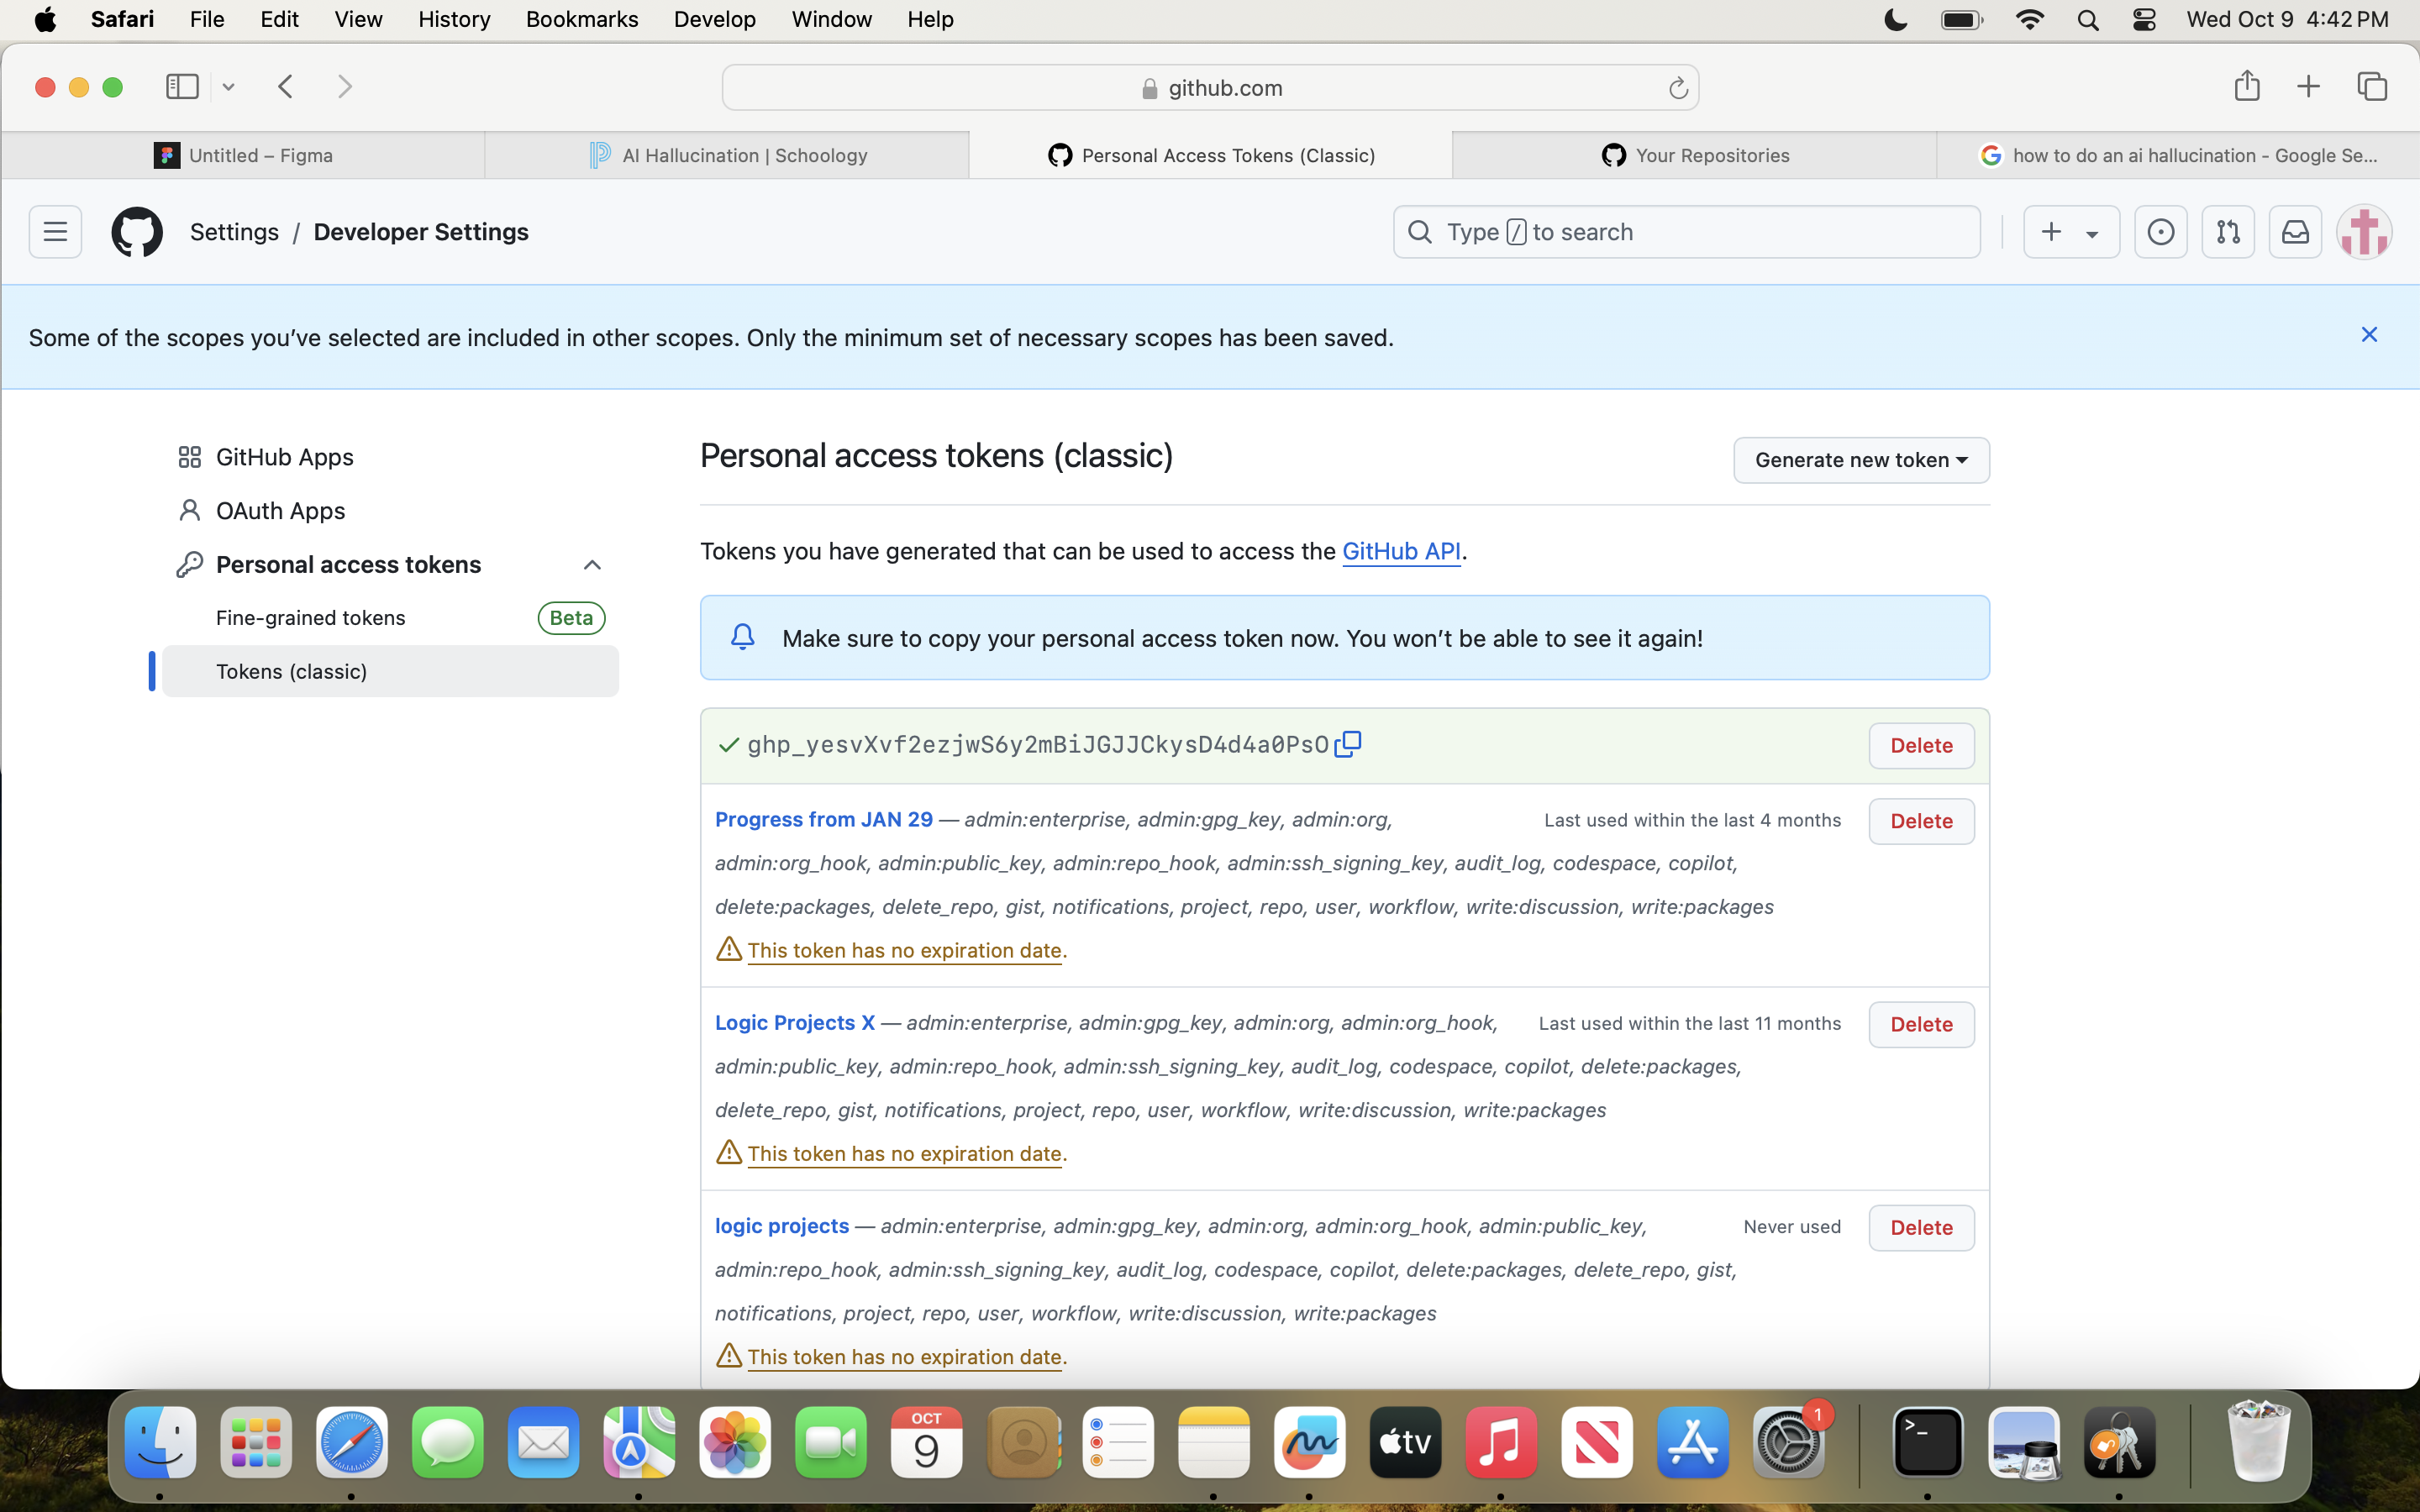 Safari File Edit View History Bookmarks Develop Window Help Wed Oct 9 4:42 PM
github.com
Untitled – Figma
AI Hallucination | Schoology
Personal Access Tokens (Classic)
Your Repositories
how to do an ai hallucination - Google Se...
Settings / Developer Settings
Type / to search
Some of the scopes you’ve selected are included in other scopes. Only the minimum set of necessary scopes has been saved.
GitHub Apps
OAuth Apps
Personal access tokens
Fine-grained tokens Beta
Tokens (classic)
Personal access tokens (classic)
Generate new token
Tokens you have generated that can be used to access the GitHub API.
Make sure to copy your personal access token now. You won’t be able to see it again!
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 Delete
Progress from JAN 29 — admin:enterprise, admin:gpg_key, admin:org, Last used within the last 4 months Delete
admin:org_hook, admin:public_key, admin:repo_hook, admin:ssh_signing_key, audit_log, codespace, copilot,
delete:packages, delete_repo, gist, notifications, project, repo, user, workflow, write:discussion, write:packages
This token has no expiration date.
Logic Projects X — admin:enterprise, admin:gpg_key, admin:org, admin:org_hook, Last used within the last 11 months Delete
admin:public_key, admin:repo_hook, admin:ssh_signing_key, audit_log, codespace, copilot, delete:packages,
delete_repo, gist, notifications, project, repo, user, workflow, write:discussion, write:packages
This token has no expiration date.
logic projects — admin:enterprise, admin:gpg_key, admin:org, admin:org_hook, admin:public_key, Never used Delete
admin:repo_hook, admin:ssh_signing_key, audit_log, codespace, copilot, delete:packages, delete_repo, gist,
notifications, project, repo, user, workflow, write:discussion, write:packages
This token has no expiration date.
OCT
9
tv
1
>_